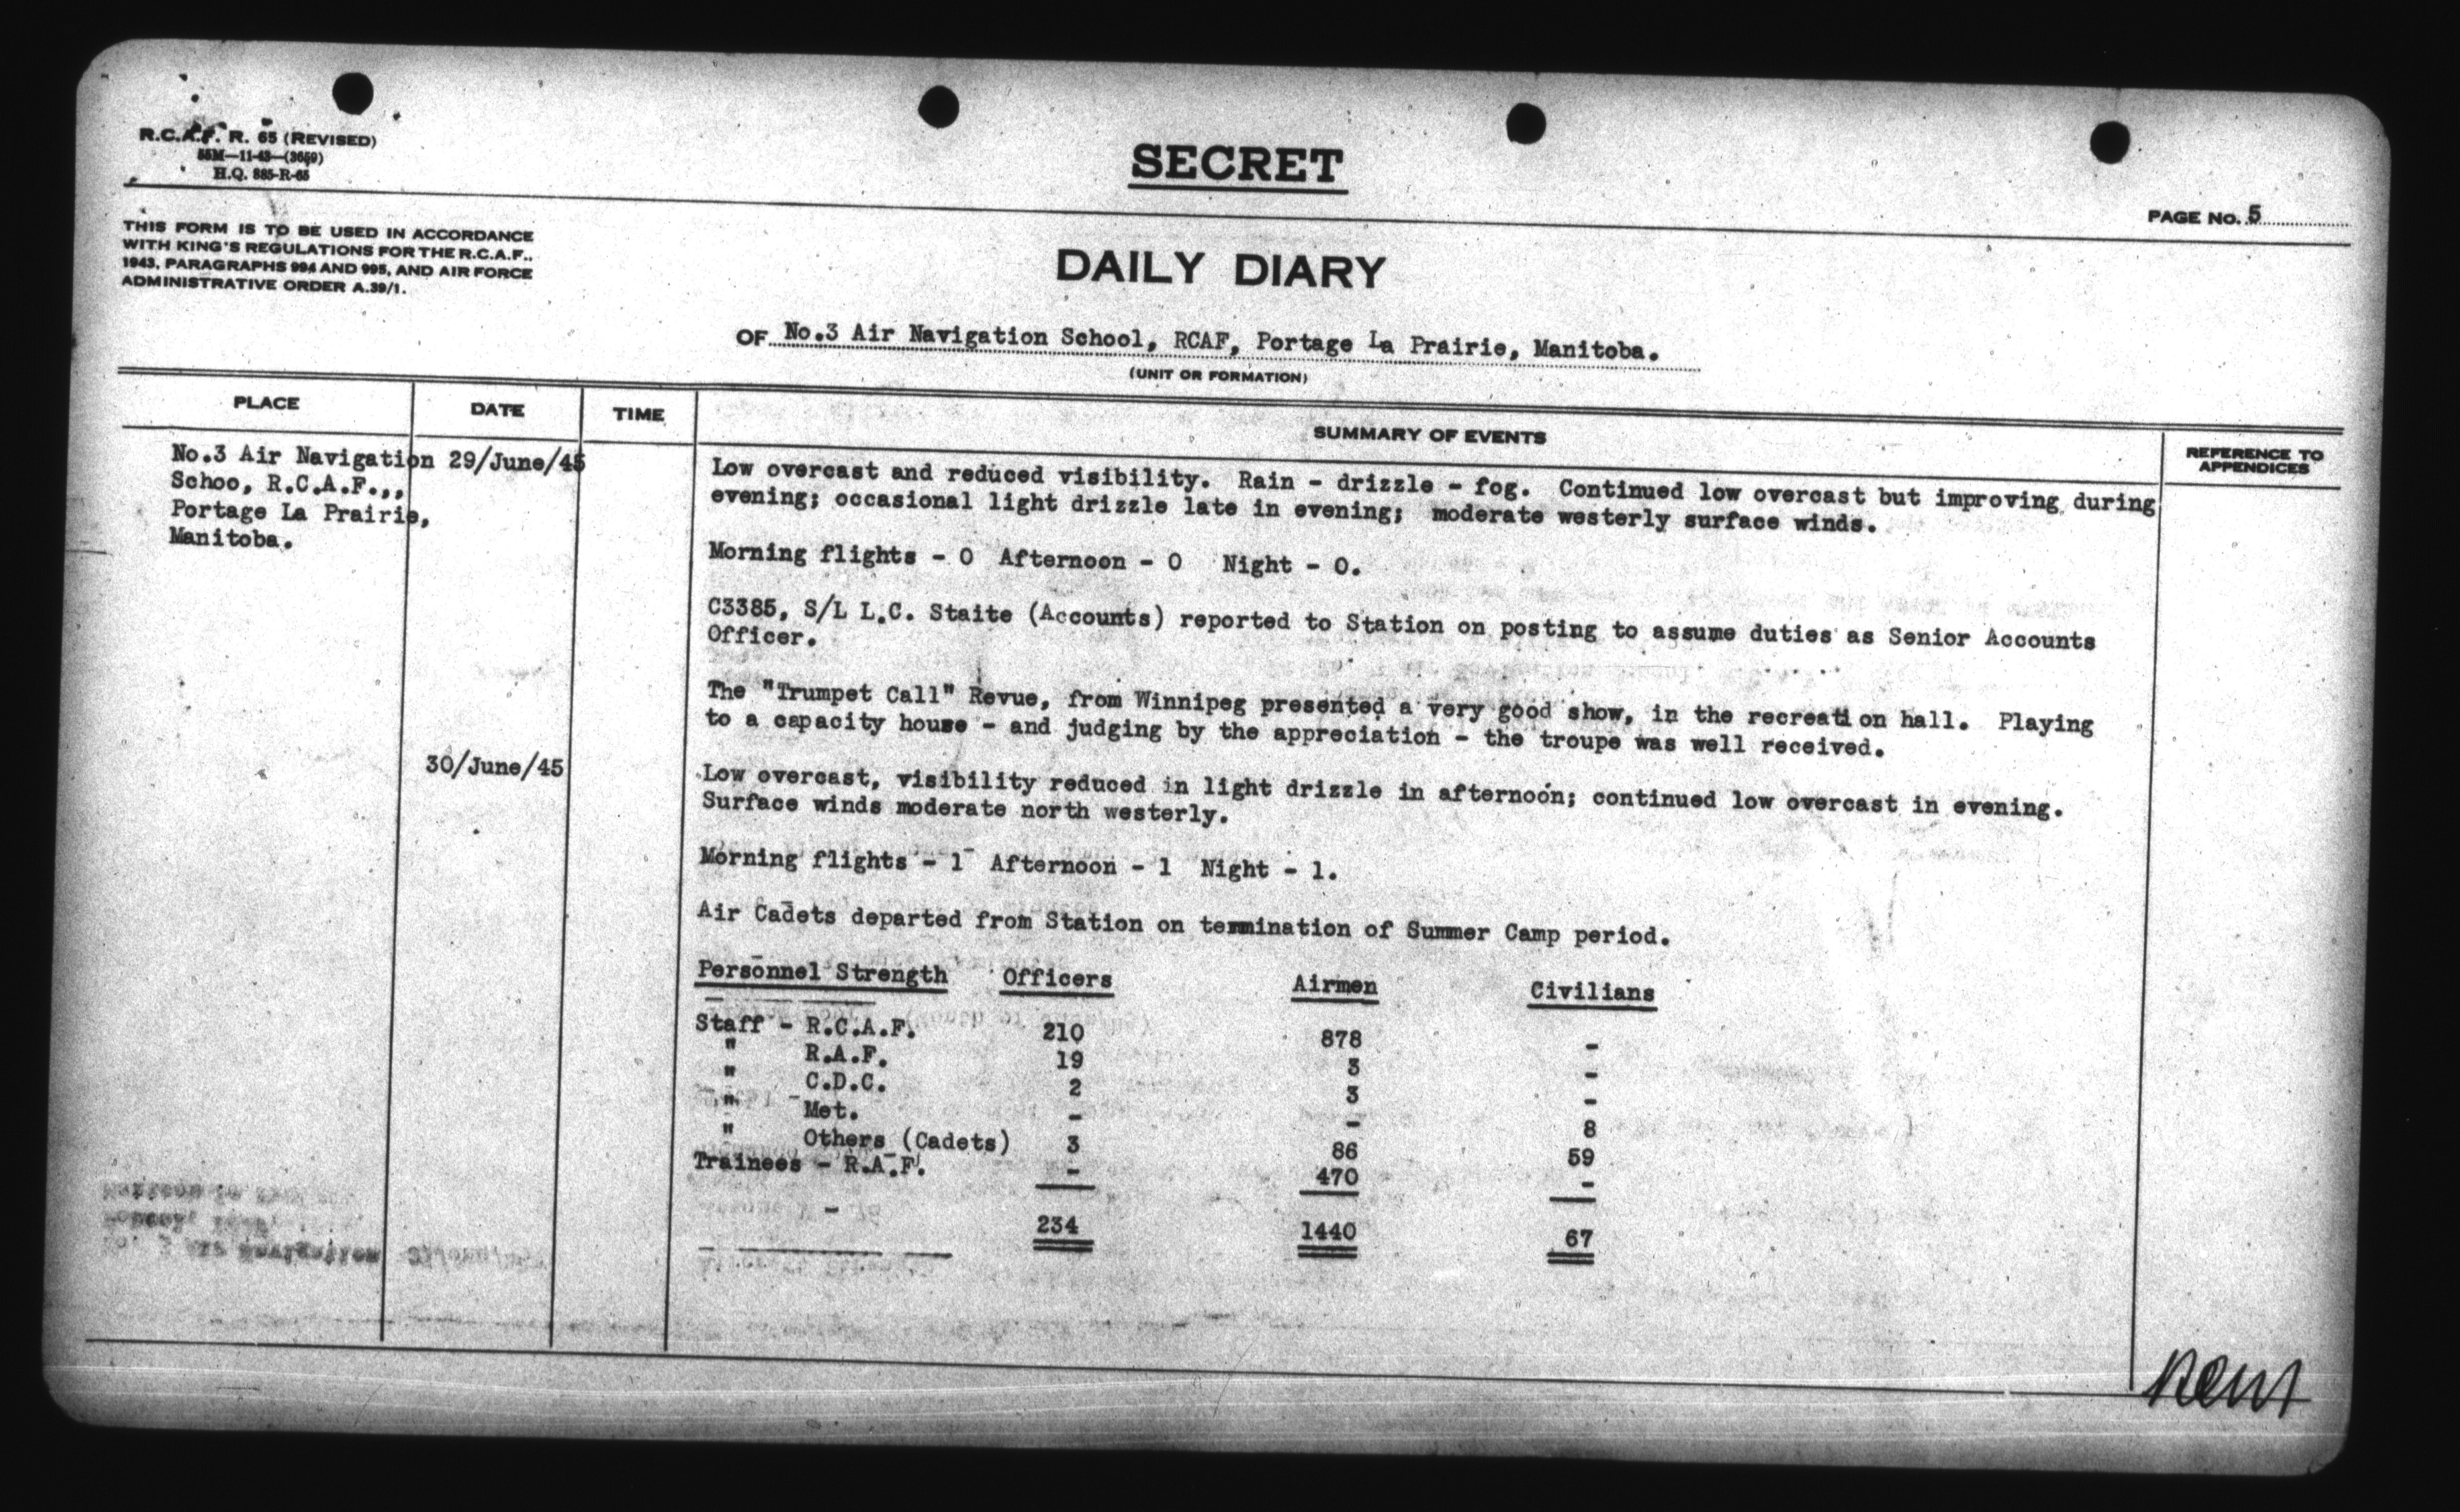 R.C.A.F. R. 65 (REVISED)
55M—11-43—(3659)
H.Q. 885-R-65
SECRET
PAGE NO. 5
THIS FORM IS TO BE USED IN ACCORDANCE
WITH KING'S REGULATIONS FOR THE R.C.A.F.,
1943, PARAGRAPHS 994 AND 995, AND AIR FORCE
ADMINISTRATIVE ORDER A.39/1.
DAILY DIARY
OF No.3 Air Navigation School, RCAF, Portage La Prairie, Manitoba.
(UNIT OR FORMATION)
PLACE DATE TIME SUMMARY OF EVENTS REFERENCE TO APPENDICES
No.3 Air Navigation 29/June/45
Schoo, R.C.A.F.,,
Portage La Prairie,
Manitoba.
Low overcast and reduced visibility. Rain - drizzle - fog. Continued low overcast but improving during
evening; occasional light drizzle late in evening; moderate westerly surface winds.
Morning flights - 0 Afternoon - 0 Night - 0.
C3385, S/L L.C. Staite (Accounts) reported to Station on posting to assume duties as Senior Accounts
Officer.
The "Trumpet Call" Revue, from Winnipeg presented a very good show, in the recreation hall. Playing
to a capacity house - and judging by the appreciation - the troupe was well received.
30/June/45
Low overcast, visibility reduced in light drizzle in afternoon; continued low overcast in evening.
Surface winds moderate north westerly.
Morning flights - 1 Afternoon - 1 Night - 1.
Air Cadets departed from Station on termination of Summer Camp period.
Personnel Strength Officers Airmen Civilians
Staff - R.C.A.F. 210 878 -
" R.A.F. 19 3 -
" C.D.C. 2 3 -
" Met. - - 8
" Others (Cadets) 3 86 59
Trainees - R.A.F. - 470 -
234 1440 67